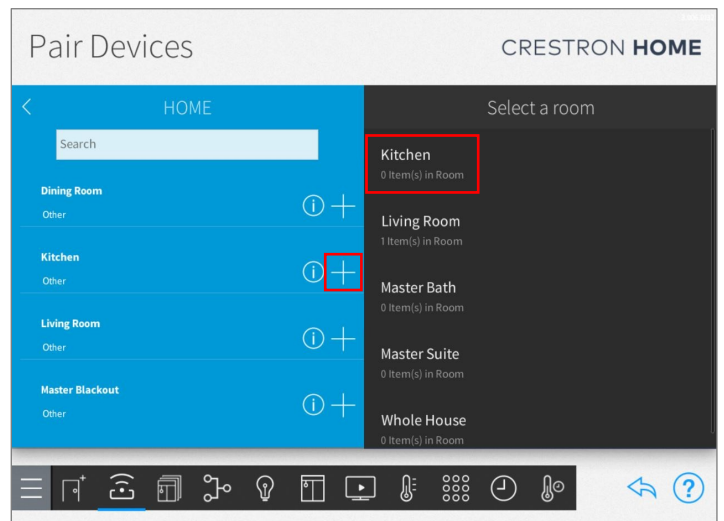 Pair Devices
CRESTRON HOME
HOME
Search
Dining Room
Other
Kitchen
Other
Living Room
Other
Master Blackout
Other
Select a room
Kitchen
0 Item(s) in Room
Living Room
1 Item(s) in Room
Master Bath
0 Item(s) in Room
Master Suite
0 Item(s) in Room
Whole House
0 Item(s) in Room